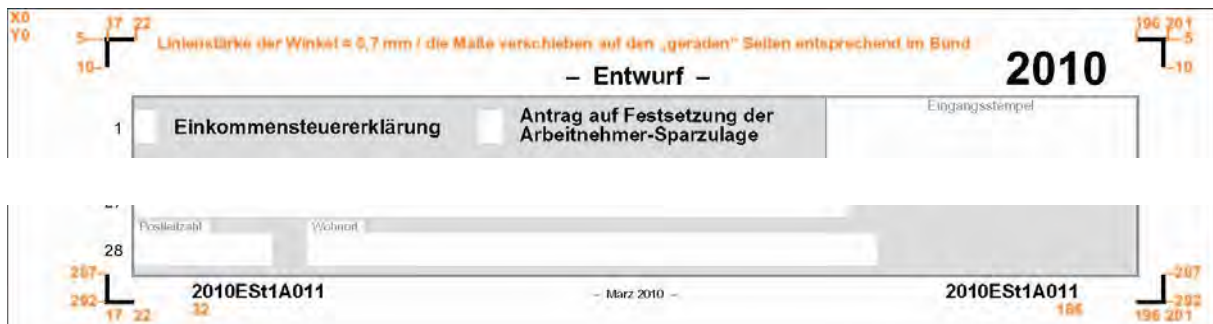 X0 17 22 196 201
Y0 5 Linienstärke der Winkel = 0,7 mm / die Maße verschieben auf den „geraden“ Seiten entsprechend im Bund 5
10 – Entwurf – 2010 10
Eingangsstempel
1 Einkommensteuererklärung Antrag auf Festsetzung der
Arbeitnehmer-Sparzulage
27
Postleitzahl Wohnort
28
287 287
2010ESt1A011 – März 2010 – 2010ESt1A011
292 32 186 292
17 22 196 201